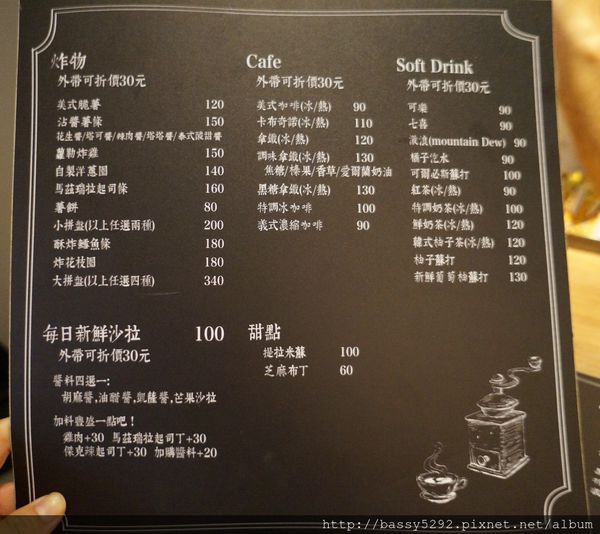 炸物
外帶可折價30元
美式脆薯 120
沾醬薯條 150
花生醬/塔可醬/辣肉醬/塔塔醬/泰式酸甜醬
蘿勒炸雞 150
自製洋蔥圈 140
馬茲瑞拉起司條 160
薯餅 80
小拼盤(以上任選兩種) 200
酥炸鱈魚條 180
炸花枝圈 180
大拼盤(以上任選四種) 340
每日新鮮沙拉 100
外帶可折價30元
醬料四選一:
胡麻醬,油醋醬,凱薩醬,芒果沙拉
加料豐盛一點吧！
雞肉+30 馬茲瑞拉起司丁+30
傑克辣起司丁+30 加購醬料+20
Cafe
外帶可折價30元
美式咖啡(冰/熱) 90
卡布奇諾(冰/熱) 110
拿鐵(冰/熱) 120
調味拿鐵(冰/熱) 130
焦糖/榛果/香草/愛爾蘭奶油
黑糖拿鐵(冰/熱) 130
特調冰咖啡 100
義式濃縮咖啡 90
甜點
提拉米蘇 100
芝麻布丁 60
Soft Drink
外帶可折價30元
可樂 90
七喜 90
激浪(mountain Dew) 90
橘子汽水 90
可爾必斯蘇打 100
紅茶(冰/熱) 90
特調奶茶(冰/熱) 100
鮮奶茶(冰/熱) 120
韓式柚子茶(冰/熱) 120
柚子蘇打 120
新鮮葡萄柚蘇打 130
http://bassy5292.pixnet.net/album